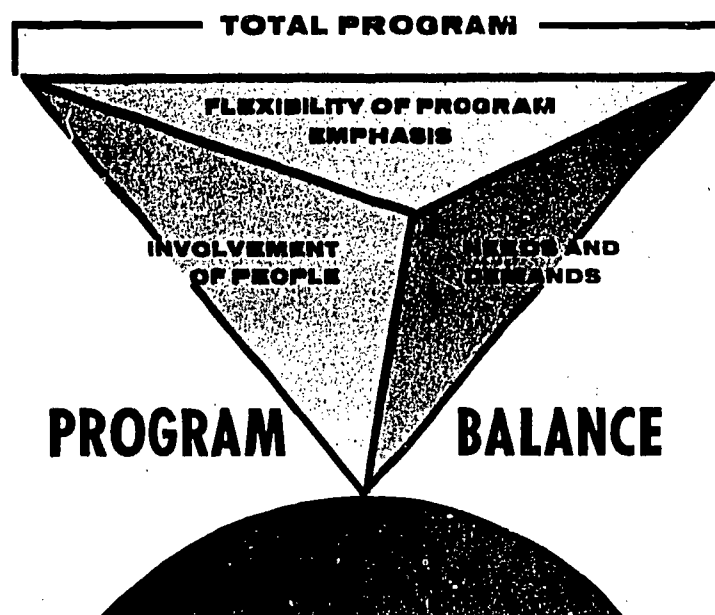 TOTAL PROGRAM
FLEXIBILITY OF PROGRAM
EMPHASIS
INVOLVEMENT
OF PEOPLE
NEEDS AND
DEMANDS
PROGRAM BALANCE